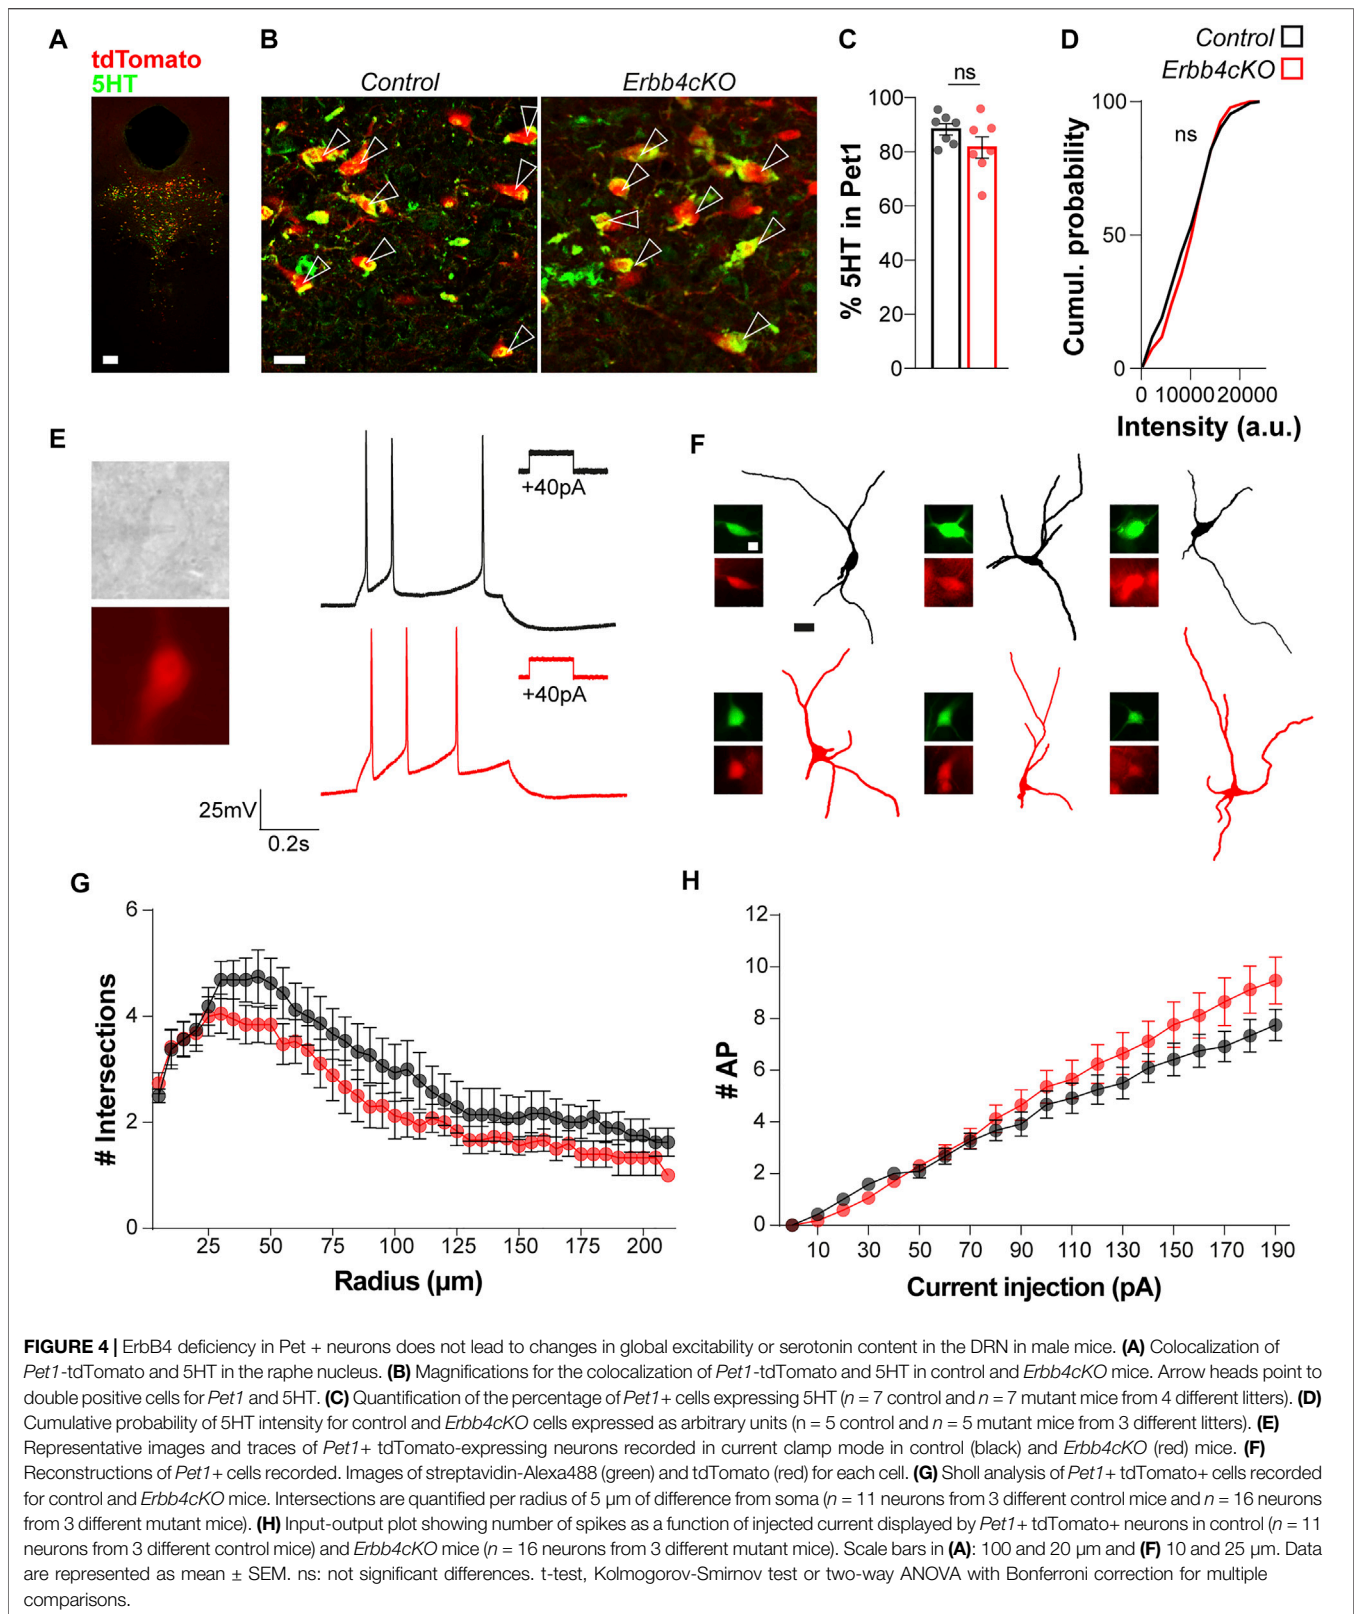 A
tdTomato
5HT
B
Control
Erbb4cKO
C
ns
% 5HT in Pet1
100
80
60
40
20
0
D
Control
Erbb4cKO
ns
Cumul. probability
100
50
0
0 10000 20000
Intensity (a.u.)
E
+40pA
+40pA
25mV
0.2s
F
G
# Intersections
6
4
2
0
25 50 75 100 125 150 175 200
Radius (µm)
H
# AP
12
10
8
6
4
2
0
10 30 50 70 90 110 130 150 170 190
Current injection (pA)
FIGURE 4 | ErbB4 deficiency in Pet + neurons does not lead to changes in global excitability or serotonin content in the DRN in male mice. (A) Colocalization of
Pet1-tdTomato and 5HT in the raphe nucleus. (B) Magnifications for the colocalization of Pet1-tdTomato and 5HT in control and Erbb4cKO mice. Arrow heads point to
double positive cells for Pet1 and 5HT. (C) Quantification of the percentage of Pet1+ cells expressing 5HT (n = 7 control and n = 7 mutant mice from 4 different litters). (D)
Cumulative probability of 5HT intensity for control and Erbb4cKO cells expressed as arbitrary units (n = 5 control and n = 5 mutant mice from 3 different litters). (E)
Representative images and traces of Pet1+ tdTomato-expressing neurons recorded in current clamp mode in control (black) and Erbb4cKO (red) mice. (F)
Reconstructions of Pet1+ cells recorded. Images of streptavidin-Alexa488 (green) and tdTomato (red) for each cell. (G) Sholl analysis of Pet1+ tdTomato+ cells recorded
for control and Erbb4cKO mice. Intersections are quantified per radius of 5 µm of difference from soma (n = 11 neurons from 3 different control mice and n = 16 neurons
from 3 different mutant mice). (H) Input-output plot showing number of spikes as a function of injected current displayed by Pet1+ tdTomato+ neurons in control (n = 11
neurons from 3 different control mice) and Erbb4cKO mice (n = 16 neurons from 3 different mutant mice). Scale bars in (A): 100 and 20 µm and (F) 10 and 25 µm. Data
are represented as mean ± SEM. ns: not significant differences. t-test, Kolmogorov-Smirnov test or two-way ANOVA with Bonferroni correction for multiple
comparisons.